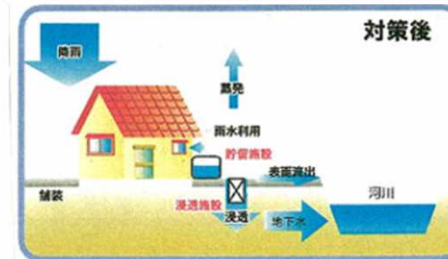 対策後
降雨
蒸発
雨水利用
貯留施設
表面流出
舗装
河川
浸透施設
浸透
地下水